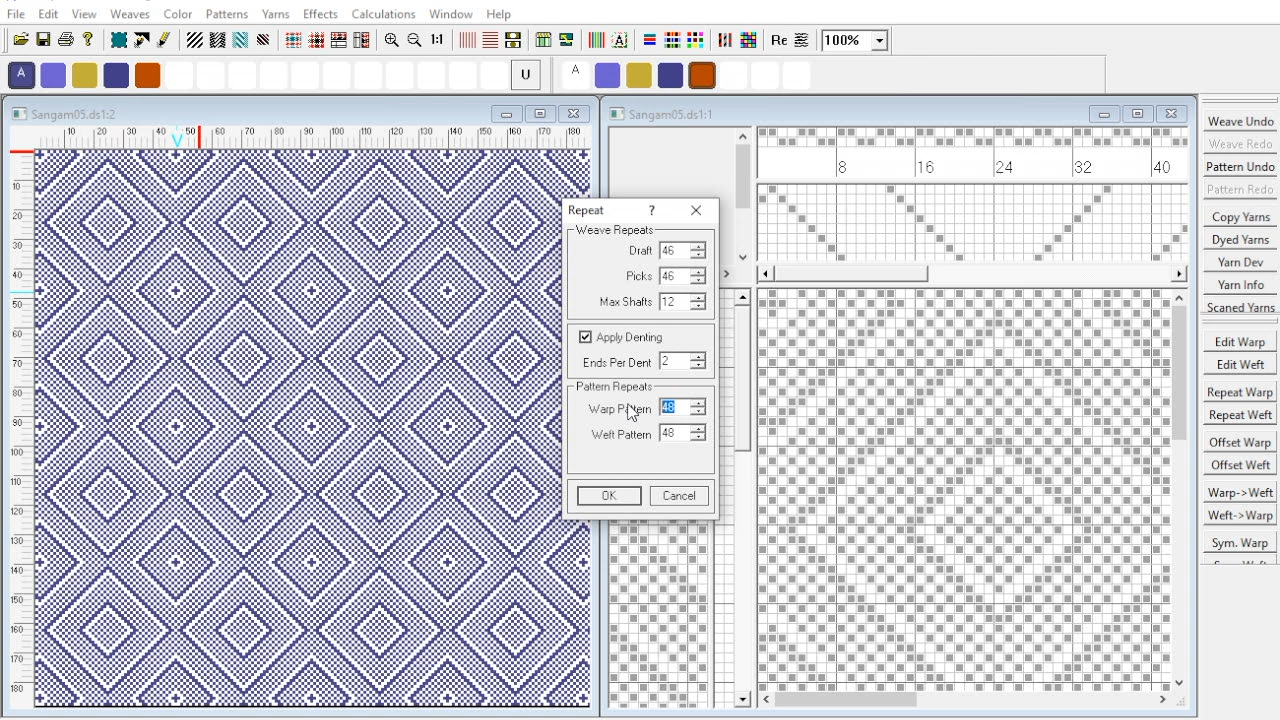 File Edit View Weaves Color Patterns Yarns Effects Calculations Window Help
1:1 Re 100%
A U A
Sangam05.ds1:2
Sangam05.ds1:1
10 20 30 40 50 60 70 80 90 100 110 120 130 140 150 160 170 180
V
10
20
30
40
50
60
70
80
90
100
110
120
130
140
150
160
170
180
8 16 24 32 40
Repeat ?
Weave Repeats
Draft 46
Picks 46
Max Shafts 12
Apply Denting
Ends Per Dent 2
Pattern Repeats
Warp Pattern 48
Weft Pattern 48
OK Cancel
Weave Undo
Weave Redo
Pattern Undo
Pattern Redo
Copy Yarns
Dyed Yarns
Yarn Dev
Yarn Info
Scaned Yarns
Edit Warp
Edit Weft
Repeat Warp
Repeat Weft
Offset Warp
Offset Weft
Warp->Weft
Weft->Warp
Sym. Warp